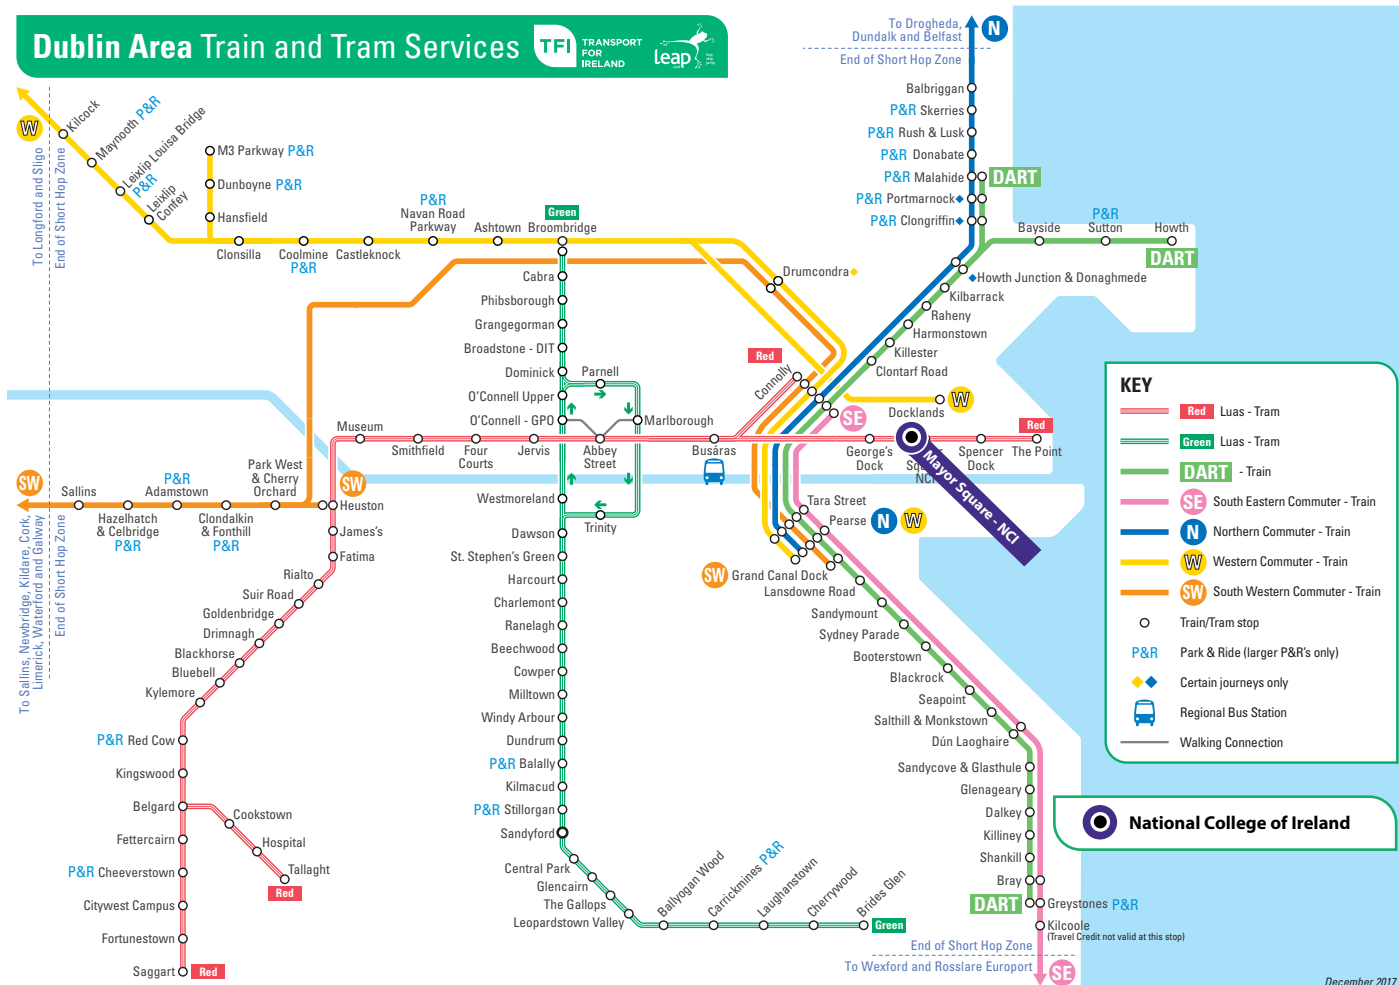 Dublin Area Train and Tram Services
TFI
TRANSPORT
FOR
IRELAND
leap
To Drogheda,
Dundalk and Belfast
N
End of Short Hop Zone
Balbriggan
P&R Skerries
P&R Rush & Lusk
P&R Donabate
P&R Malahide
DART
P&R Portmarnock
P&R Clongriffin
Bayside
P&R
Sutton
Howth
DART
Howth Junction & Donaghmede
Kilbarrack
Raheny
Harmonstown
Killester
Clontarf Road
W
To Longford and Sligo
End of Short Hop Zone
Kilcock
Maynooth P&R
Leixlip Louisa Bridge
P&R
Leixlip
Confey
M3 Parkway P&R
Dunboyne P&R
Hansfield
Clonsilla
Coolmine
P&R
Castleknock
P&R
Navan Road
Parkway
Ashtown
Green
Broombridge
Drumcondra
Cabra
Phibsborough
Grangegorman
Broadstone - DIT
Dominick
Parnell
O'Connell Upper
O'Connell - GPO
Marlborough
Red
Connolly
SE
Docklands
W
Museum
Smithfield
Four
Courts
Jervis
Abbey
Street
Busáras
George's
Dock
Mayor Square - NCI
Spencer
Dock
Red
The Point
SW
Sallins
Hazelhatch
& Celbridge
P&R
P&R
Adamstown
Clondalkin
& Fonthill
P&R
Park West
& Cherry
Orchard
SW
Heuston
To Sallins, Newbridge, Kildare, Cork,
Limerick, Waterford and Galway
End of Short Hop Zone
Westmoreland
Trinity
Tara Street
Pearse
N
W
SW
Grand Canal Dock
Lansdowne Road
Sandymount
Sydney Parade
Booterstown
Blackrock
Seapoint
Salthill & Monkstown
Dún Laoghaire
Sandycove & Glasthule
Glenageary
Dalkey
Killiney
Shankill
Bray
DART
Greystones P&R
Kilcoole
(Travel Credit not valid at this stop)
End of Short Hop Zone
To Wexford and Rosslare Europort
SE
James's
Fatima
Rialto
Suir Road
Goldenbridge
Drimnagh
Blackhorse
Bluebell
Kylemore
P&R Red Cow
Kingswood
Belgard
Cookstown
Hospital
Tallaght
Red
Fettercairn
P&R Cheeverstown
Citywest Campus
Fortunestown
Saggart
Red
Dawson
St. Stephen's Green
Harcourt
Charlemont
Ranelagh
Beechwood
Cowper
Milltown
Windy Arbour
Dundrum
P&R Balally
Kilmacud
P&R Stillorgan
Sandyford
Central Park
Glencairn
The Gallops
Leopardstown Valley
Ballyogan Wood
Carrickmines P&R
Laughanstown
Cherrywood
Brides Glen
Green
KEY
Red Luas - Tram
Green Luas - Tram
DART - Train
SE South Eastern Commuter - Train
N Northern Commuter - Train
W Western Commuter - Train
SW South Western Commuter - Train
Train/Tram stop
P&R Park & Ride (larger P&R's only)
Certain journeys only
Regional Bus Station
Walking Connection
National College of Ireland
December 2017